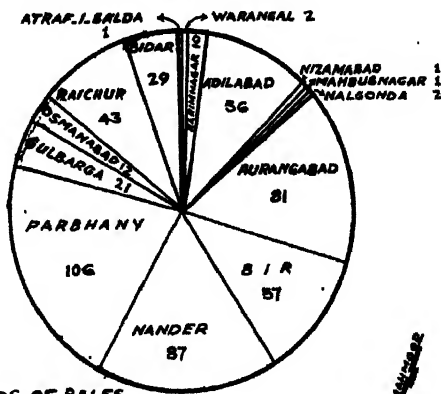 ATRAF-I-BALDA
1
WARANGAL 2
BIDAR
29
KARIMNAGAR 10
ADILABAD
56
NIZAMABAD 1
MAHBUBNAGAR 1
NALGONDA 2
RAICHUR
43
OSMANABAD 12
GULBARGA
21
AURANGABAD
81
PARBHANY
106
BIR
57
NANDER
87
OF BALES